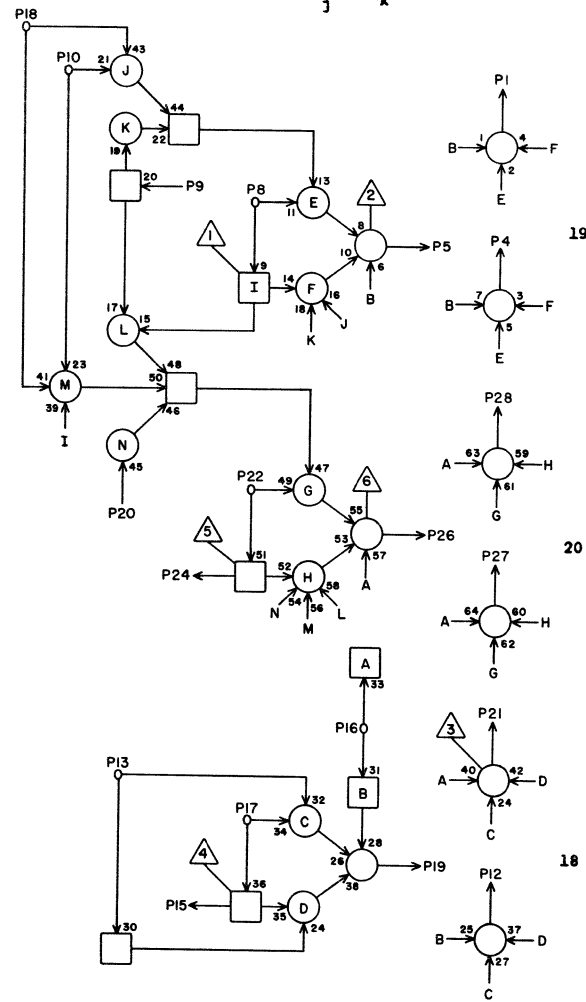 j k
P18
43
P10 21 J
44
K 22
19
20 P9
13
P8 11 E 2
1 8
9 10 P5
I 14 F 16 6
18 B
J
K
17 15
L
48
23 50
41 M
39 46
I
N
45
P20
47
P22 49 G 6
55
5 53 P26
51
P24 52 H 57
54 58 A
56
N L
M
A
33
P16
31
P13 B
32
P17 C 28
34
4 26 P19
36 38
P15 35 D
24
30
P1
1 4
B F
2
E
19
P4
7 3
B F
5
E
P28
63 59
A H
61
G
20
P27
64 60
A H
62
G
P21
3
40 42
A D
24
C
18
P12
25 37
B D
27
C